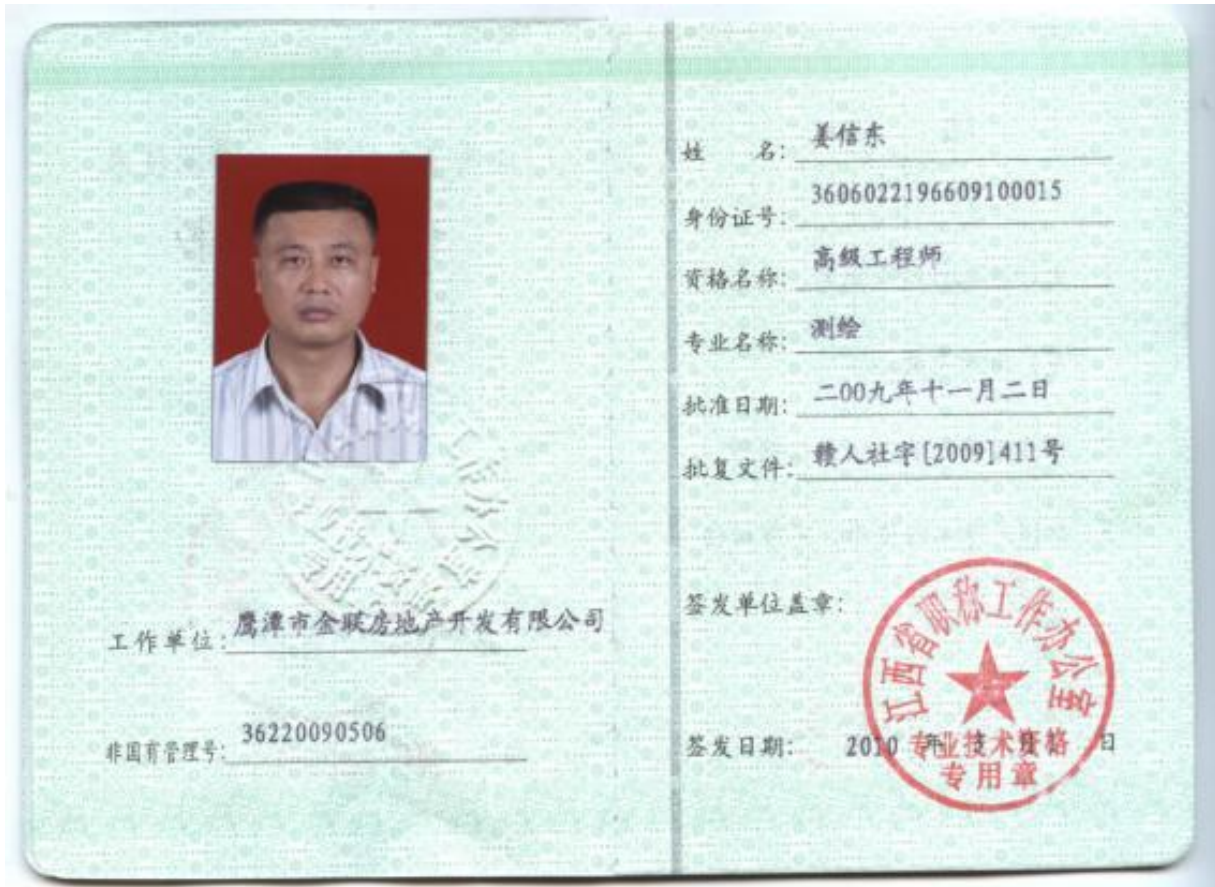 工作单位: 鹰潭市金联房地产开发有限公司
非国有管理号: 36220090506
姓 名: 姜信东
身份证号: 3606022196609100015
资格名称: 高级工程师
专业名称: 测绘
批准日期: 二00九年十一月二日
批复文件: 赣人社字[2009]411号
签发单位盖章:
江西省职称工作办公室
专业技术资格
专用章
签发日期: 2010 年 月 日